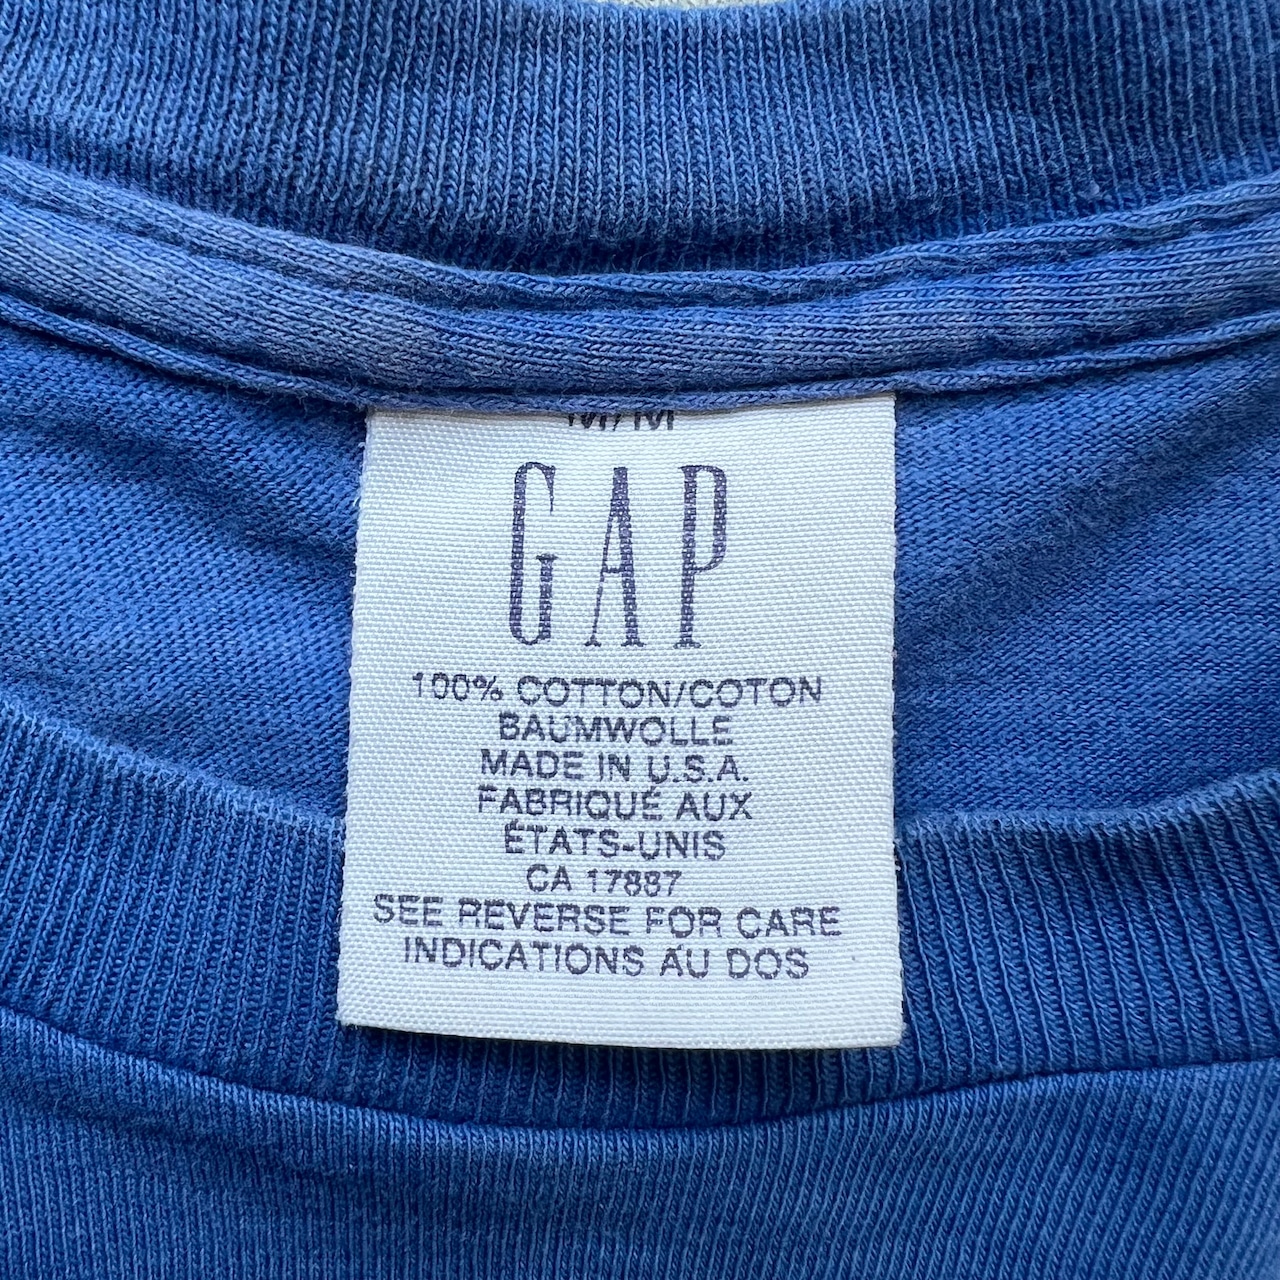 M/M
GAP
100% COTTON/COTON
BAUMWOLLE
MADE IN U.S.A.
FABRIQUÉ AUX
ÉTATS-UNIS
CA 17887
SEE REVERSE FOR CARE
INDICATIONS AU DOS